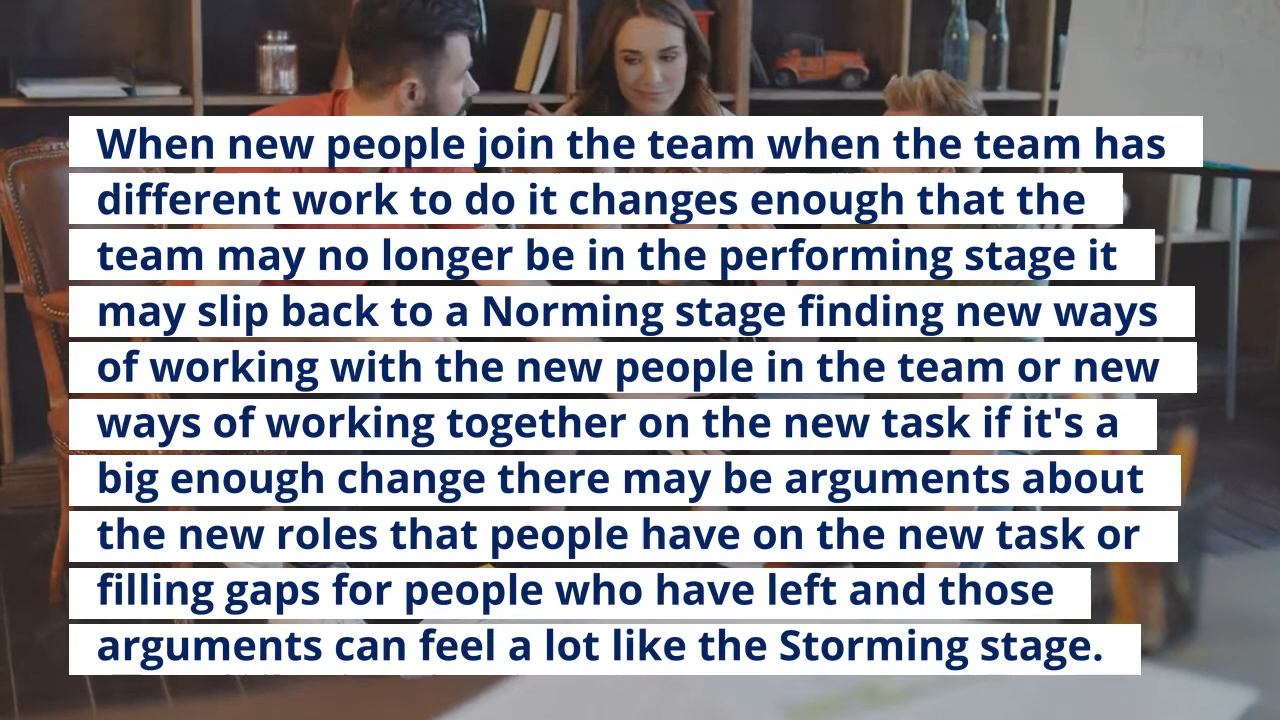 When new people join the team when the team has
different work to do it changes enough that the
team may no longer be in the performing stage it
may slip back to a Norming stage finding new ways
of working with the new people in the team or new
ways of working together on the new task if it's a
big enough change there may be arguments about
the new roles that people have on the new task or
filling gaps for people who have left and those
arguments can feel a lot like the Storming stage.